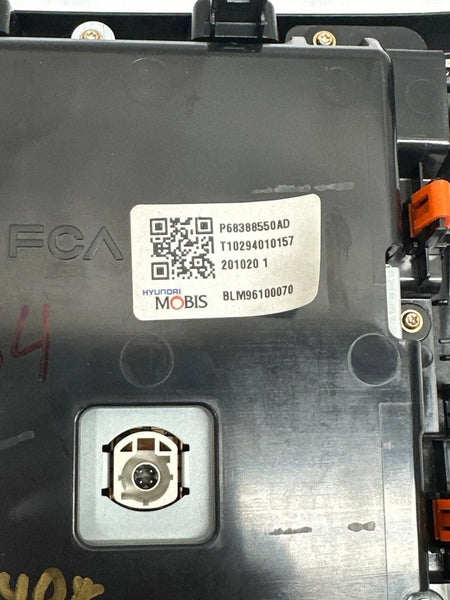 FCA
P68388550AD
T10294010157
201020 1
HYUNDAI
MOBIS
BLM96100070